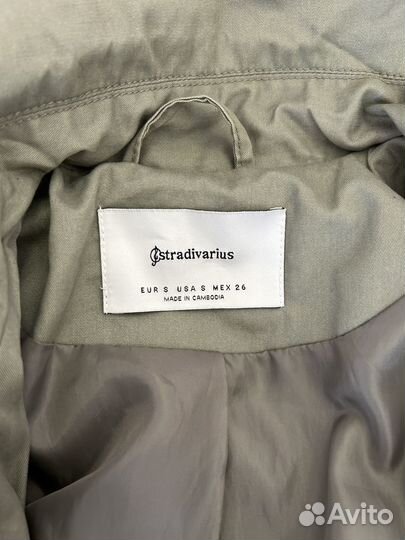 stradivarius
EUR S USA S MEX 26
MADE IN CAMBODIA
Avito